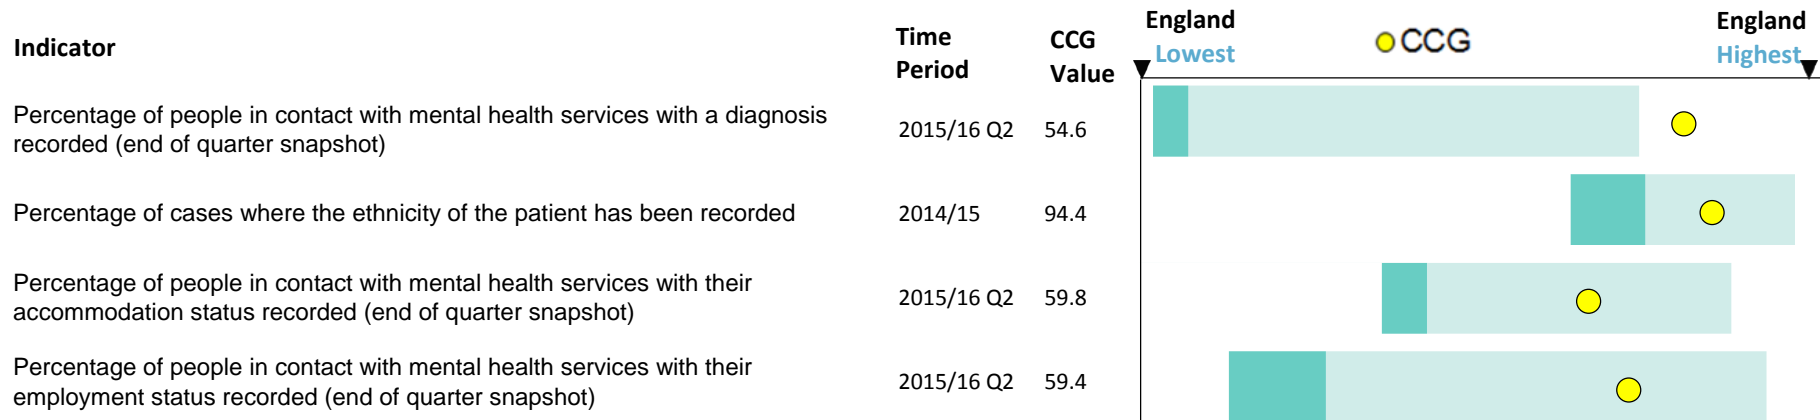 Indicator
Time
Period
CCG
Value
England
Lowest
CCG
England
Highest
Percentage of people in contact with mental health services with a diagnosis
recorded (end of quarter snapshot)
2015/16 Q2
54.6
Percentage of cases where the ethnicity of the patient has been recorded
2014/15
94.4
Percentage of people in contact with mental health services with their
accommodation status recorded (end of quarter snapshot)
2015/16 Q2
59.8
Percentage of people in contact with mental health services with their
employment status recorded (end of quarter snapshot)
2015/16 Q2
59.4